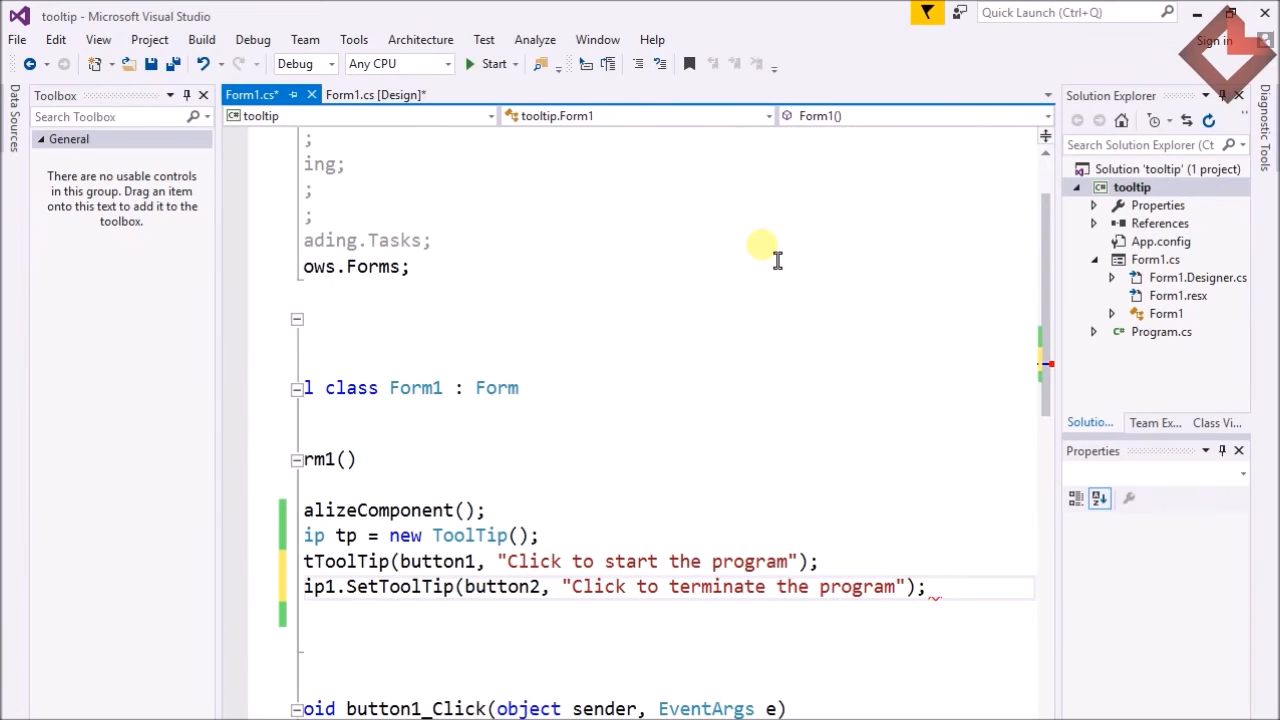 tooltip - Microsoft Visual Studio
Quick Launch (Ctrl+Q)
File Edit View Project Build Debug Team Tools Architecture Test Analyze Window Help
Sign in
Debug Any CPU Start
Data Sources
Toolbox
Search Toolbox
General
There are no usable controls
in this group. Drag an item
onto this text to add it to the
toolbox.
Form1.cs* Form1.cs [Design]*
tooltip tooltip.Form1 Form1()
;
ing;
;
;
ading.Tasks;
ows.Forms;
l class Form1 : Form
rm1()
alizeComponent();
ip tp = new ToolTip();
tToolTip(button1, "Click to start the program");
ip1.SetToolTip(button2, "Click to terminate the program");
oid button1_Click(object sender, EventArgs e)
Solution Explorer
Search Solution Explorer (Ct
Solution 'tooltip' (1 project)
tooltip
Properties
References
App.config
Form1.cs
Form1.Designer.cs
Form1.resx
Form1
Program.cs
Solutio... Team Ex... Class Vi...
Properties
Diagnostic Tools